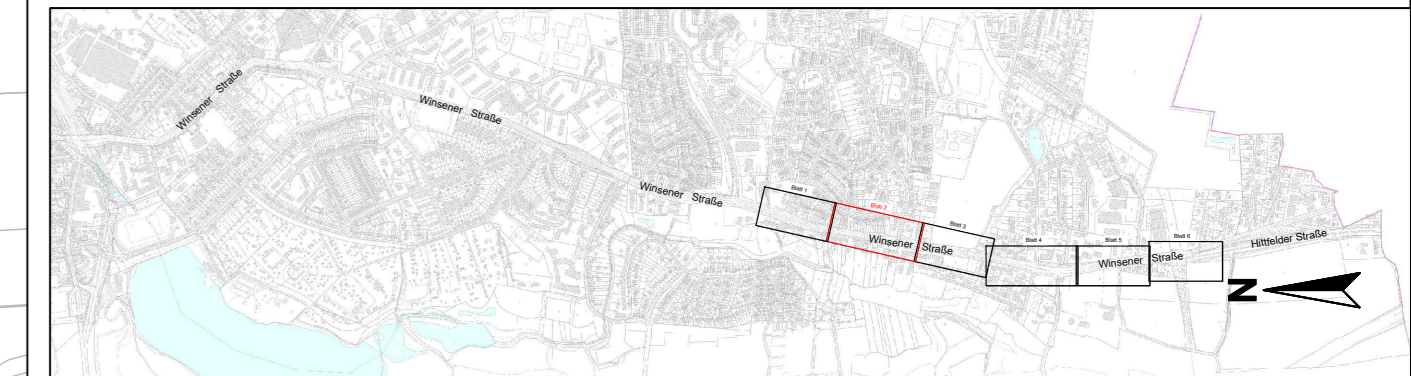 Winsener Straße
Winsener Straße
Winsener Straße
Blatt 1
Blatt 2
Blatt 3
Winsener Straße
Blatt 4
Blatt 5
Blatt 6
Winsener Straße
Hittfelder Straße
N